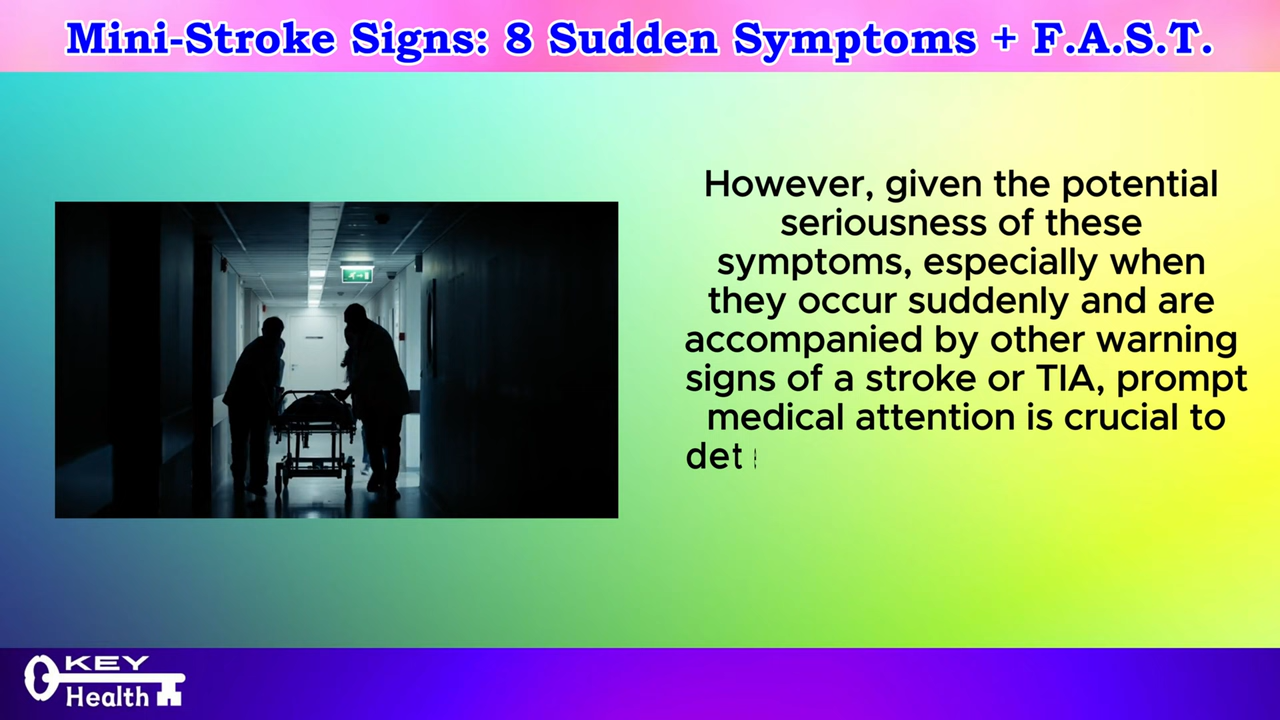 Mini-Stroke Signs: 8 Sudden Symptoms + F.A.S.T.
However, given the potential
seriousness of these
symptoms, especially when
they occur suddenly and are
accompanied by other warning
signs of a stroke or TIA, prompt
medical attention is crucial to
det
KEY
Health